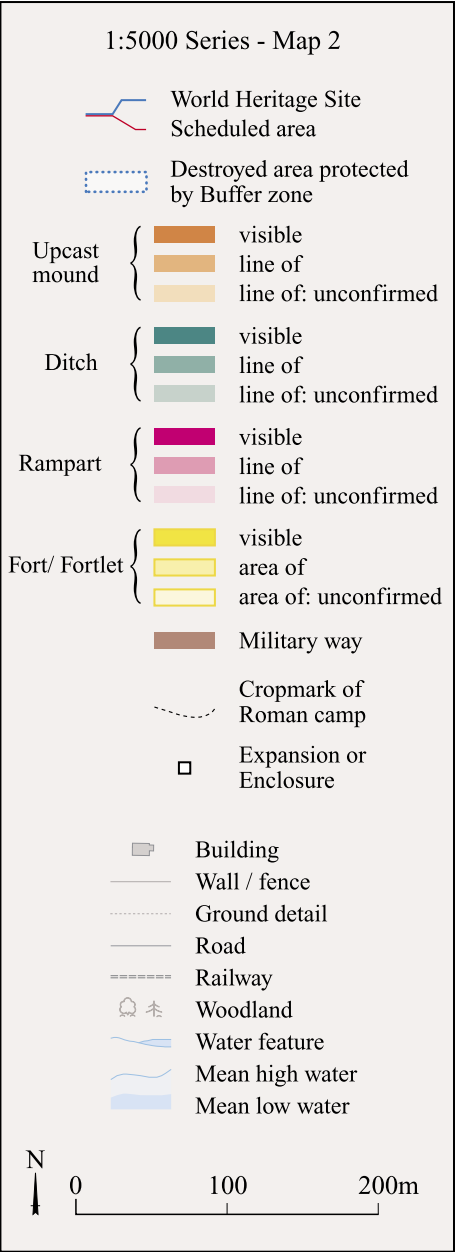 1:5000 Series - Map 2
World Heritage Site
Scheduled area
Destroyed area protected
by Buffer zone
Upcast
mound
visible
line of
line of: unconfirmed
Ditch
visible
line of
line of: unconfirmed
Rampart
visible
line of
line of: unconfirmed
Fort/ Fortlet
visible
area of
area of: unconfirmed
Military way
Cropmark of
Roman camp
Expansion or
Enclosure
Building
Wall / fence
Ground detail
Road
Railway
Woodland
Water feature
Mean high water
Mean low water
N
0 100 200m